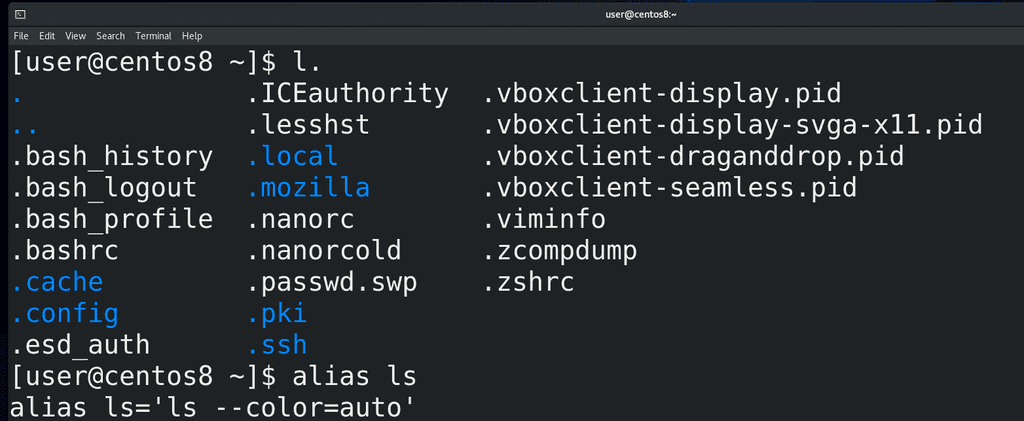 user@centos8:~
File Edit View Search Terminal Help
[user@centos8 ~]$ l.
. .ICEauthority .vboxclient-display.pid
.. .lesshst .vboxclient-display-svga-x11.pid
.bash_history .local .vboxclient-draganddrop.pid
.bash_logout .mozilla .vboxclient-seamless.pid
.bash_profile .nanorc .viminfo
.bashrc .nanorcold .zcompdump
.cache .passwd.swp .zshrc
.config .pki
.esd_auth .ssh
[user@centos8 ~]$ alias ls
alias ls='ls --color=auto'